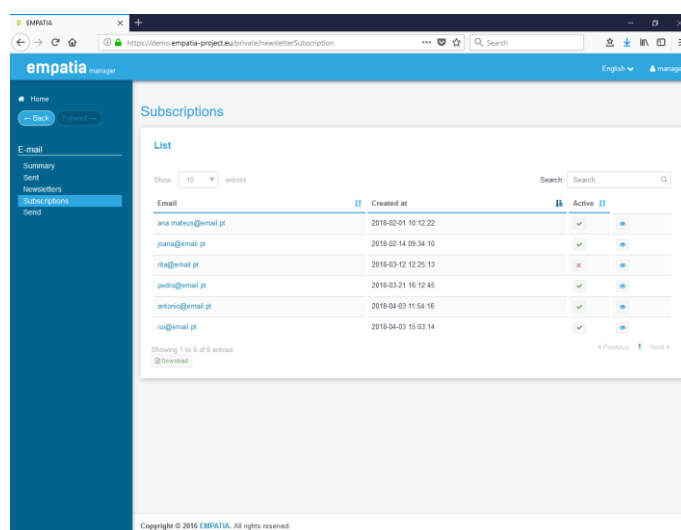 EMPATIA
https://demo.empatia-project.eu/private/newsletterSubscription
Search
empatia manager
English
manage
Home
← Back
Forward →
E-mail
Summary
Sent
Newsletters
Subscriptions
Send
Subscriptions
List
Show 10 entries
Search: Search
Email Created at Active
ana.mateus@email.pt 2018-02-01 10:12:22
joana@email.pt 2018-02-14 09:34:10
rita@email.pt 2018-03-12 12:25:13
pedro@email.pt 2018-03-21 16:12:45
antonio@email.pt 2018-04-03 11:54:16
rui@email.pt 2018-04-03 15:03:14
Showing 1 to 6 of 6 entries
Previous 1 Next
Download
Copyright © 2016 EMPATIA. All rights reserved.